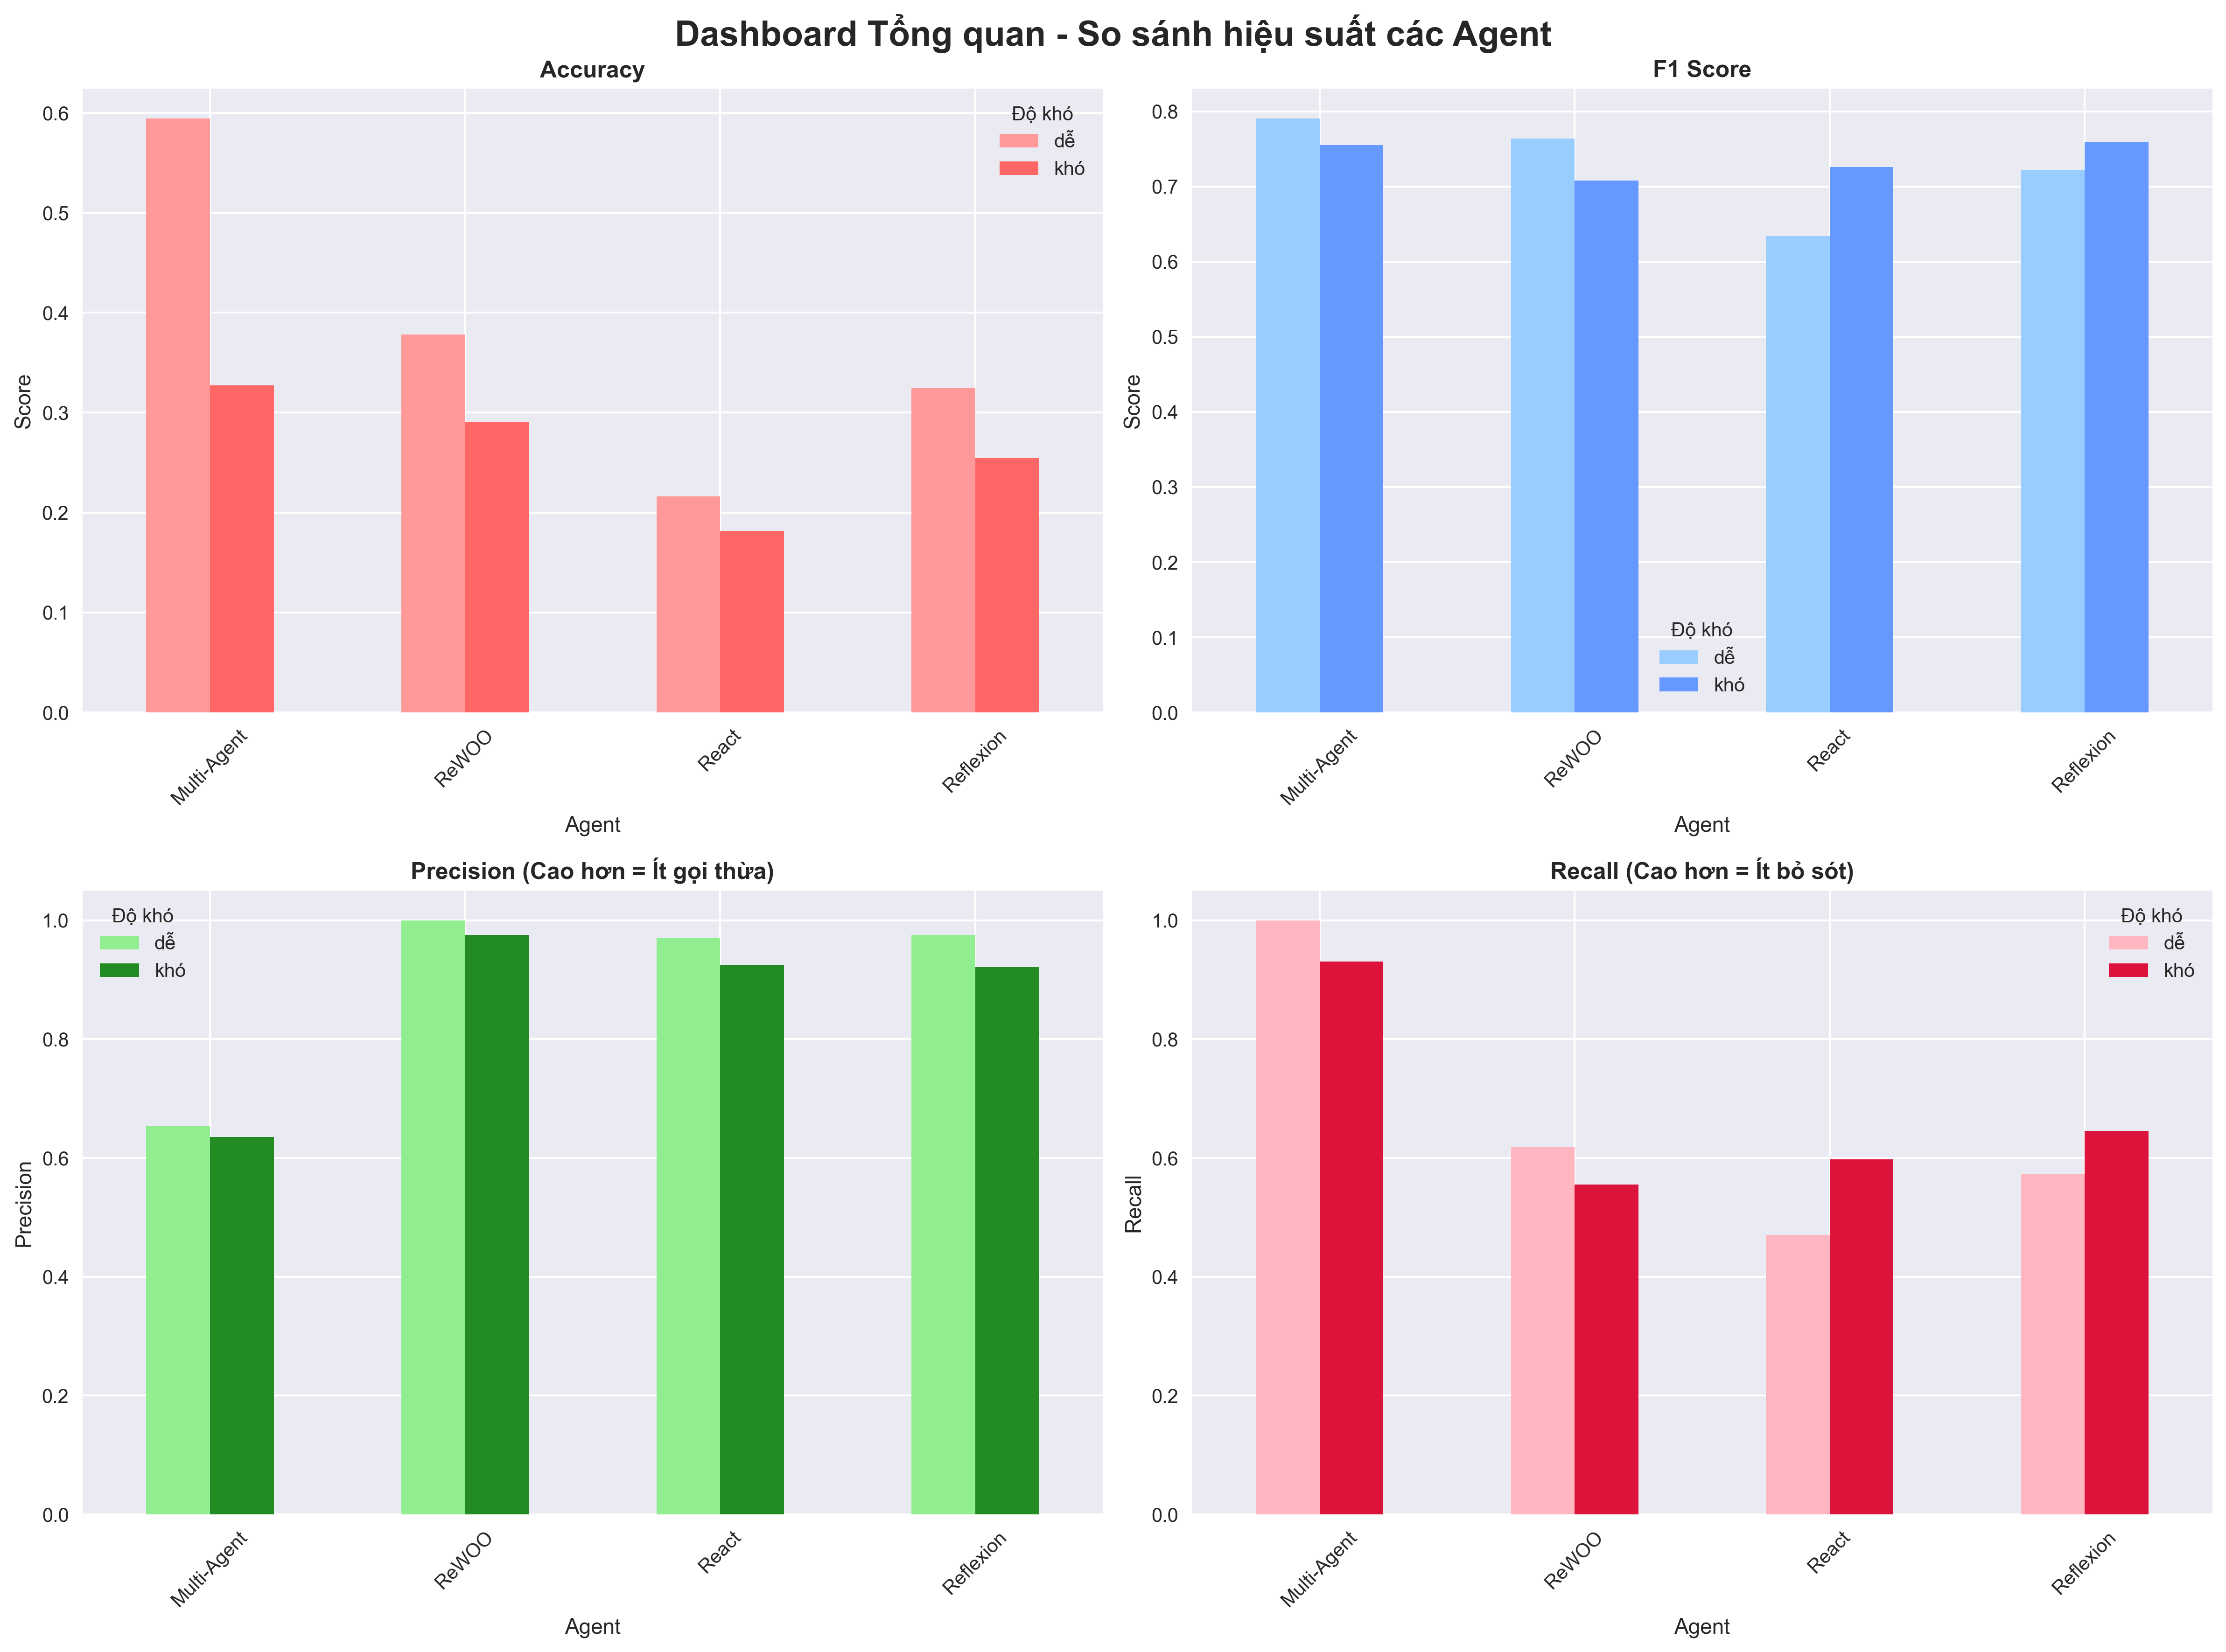 Dashboard Tổng quan - So sánh hiệu suất các Agent
Accuracy
Score
0.6
0.5
0.4
0.3
0.2
0.1
0.0
Độ khó
dễ
khó
Multi-Agent
ReWOO
React
Reflexion
Agent
F1 Score
Score
0.8
0.7
0.6
0.5
0.4
0.3
0.2
0.1
0.0
Độ khó
dễ
khó
Multi-Agent
ReWOO
React
Reflexion
Agent
Precision (Cao hơn = Ít gọi thừa)
Precision
1.0
0.8
0.6
0.4
0.2
0.0
Độ khó
dễ
khó
Multi-Agent
ReWOO
React
Reflexion
Agent
Recall (Cao hơn = Ít bỏ sót)
Recall
1.0
0.8
0.6
0.4
0.2
0.0
Độ khó
dễ
khó
Multi-Agent
ReWOO
React
Reflexion
Agent